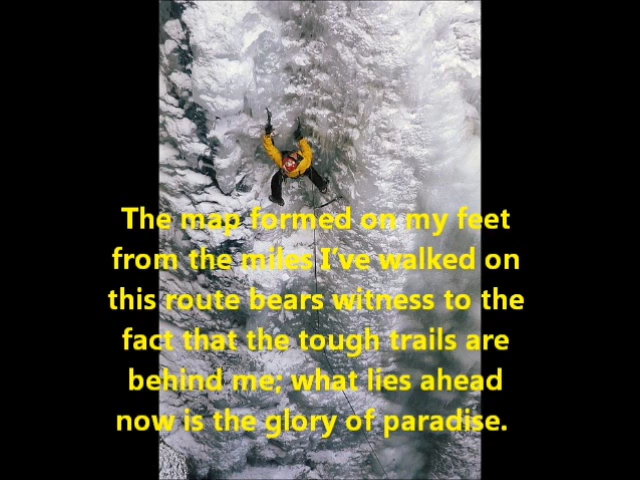 The map formed on my feet
from the miles I've walked on
this route bears witness to the
fact that the tough trails are
behind me; what lies ahead
now is the glory of paradise.